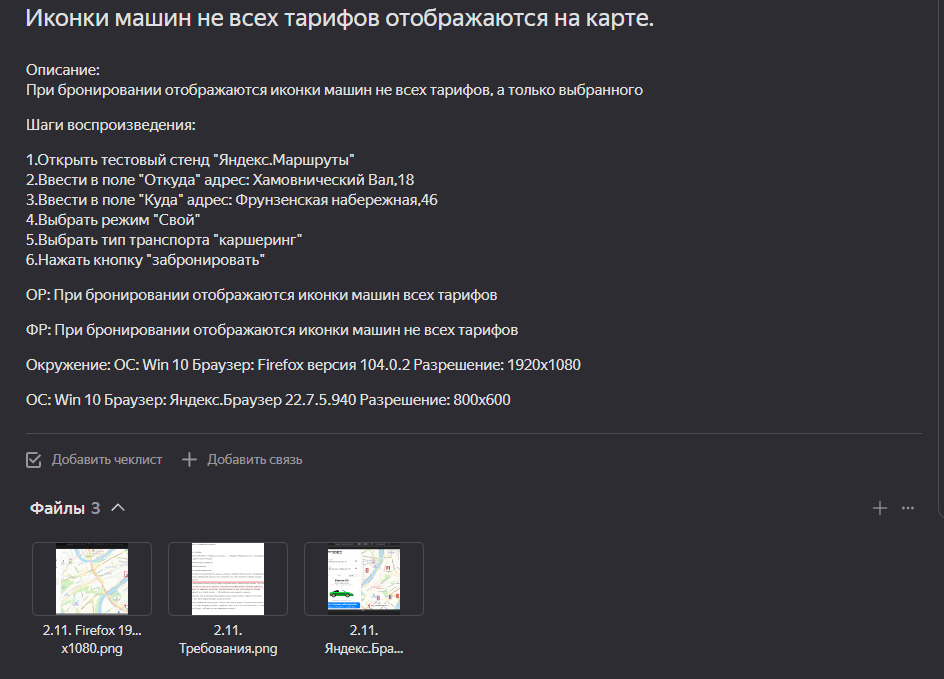 Иконки машин не всех тарифов отображаются на карте.
Описание:
При бронировании отображаются иконки машин не всех тарифов, а только выбранного
Шаги воспроизведения:
1.Открыть тестовый стенд "Яндекс.Маршруты"
2.Ввести в поле "Откуда" адрес: Хамовнический Вал,18
3.Ввести в поле "Куда" адрес: Фрунзенская набережная,46
4.Выбрать режим "Свой"
5.Выбрать тип транспорта "каршеринг"
6.Нажать кнопку "забронировать"
ОР: При бронировании отображаются иконки машин всех тарифов
ФР: При бронировании отображаются иконки машин не всех тарифов
Окружение: ОС: Win 10 Браузер: Firefox версия 104.0.2 Разрешение: 1920x1080
ОС: Win 10 Браузер: Яндекс.Браузер 22.7.5.940 Разрешение: 800x600
Добавить чеклист Добавить связь
Файлы 3
2.11. Firefox 19...
x1080.png
2.11.
Требования.png
2.11.
Яндекс.Бра...